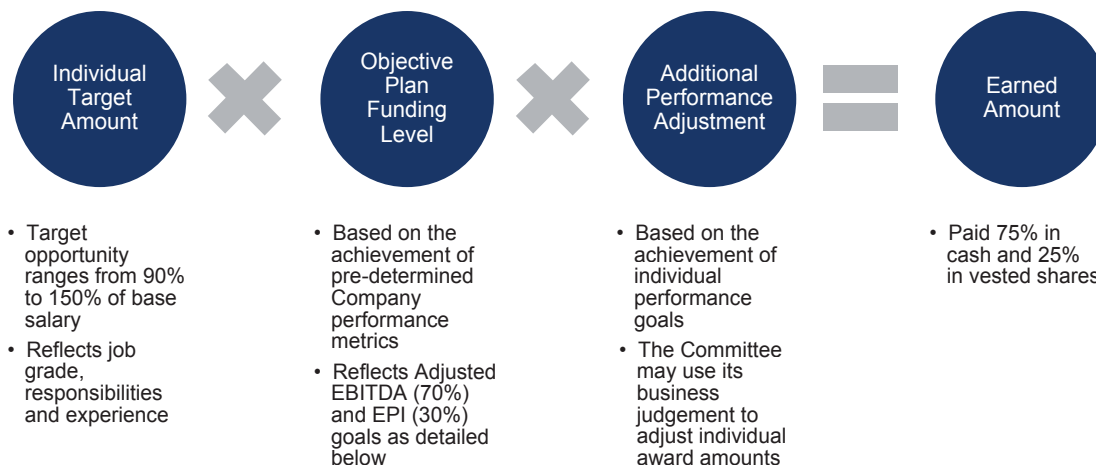 Individual
Target
Amount
Objective
Plan
Funding
Level
Additional
Performance
Adjustment
Earned
Amount
• Target
opportunity
ranges from 90%
to 150% of base
salary
• Reflects job
grade,
responsibilities
and experience
• Based on the
achievement of
pre-determined
Company
performance
metrics
• Reflects Adjusted
EBITDA (70%)
and EPI (30%)
goals as detailed
below
• Based on the
achievement of
individual
performance
goals
• The Committee
may use its
business
judgement to
adjust individual
award amounts
• Paid 75% in
cash and 25%
in vested shares